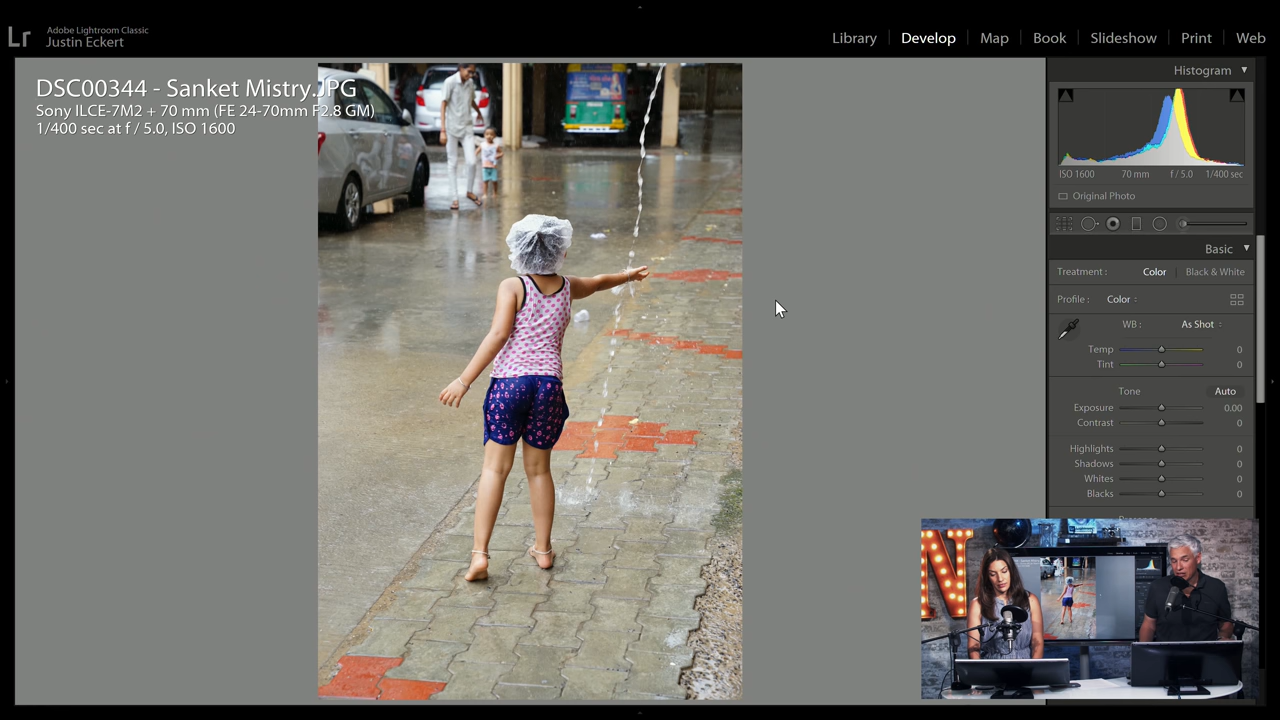 Lr
Adobe Lightroom Classic
Justin Eckert
Library | Develop | Map | Book | Slideshow | Print | Web
DSC00344 - Sanket Mistry.JPG
Sony ILCE-7M2 + 70 mm (FE 24-70mm F2.8 GM)
1/400 sec at f / 5.0, ISO 1600
Histogram
ISO 1600 70 mm f / 5.0 1/400 sec
Original Photo
Basic
Treatment : Color | Black & White
Profile : Color
WB : As Shot
Temp 0
Tint 0
Tone Auto
Exposure 0.00
Contrast 0
Highlights 0
Shadows 0
Whites 0
Blacks 0
N